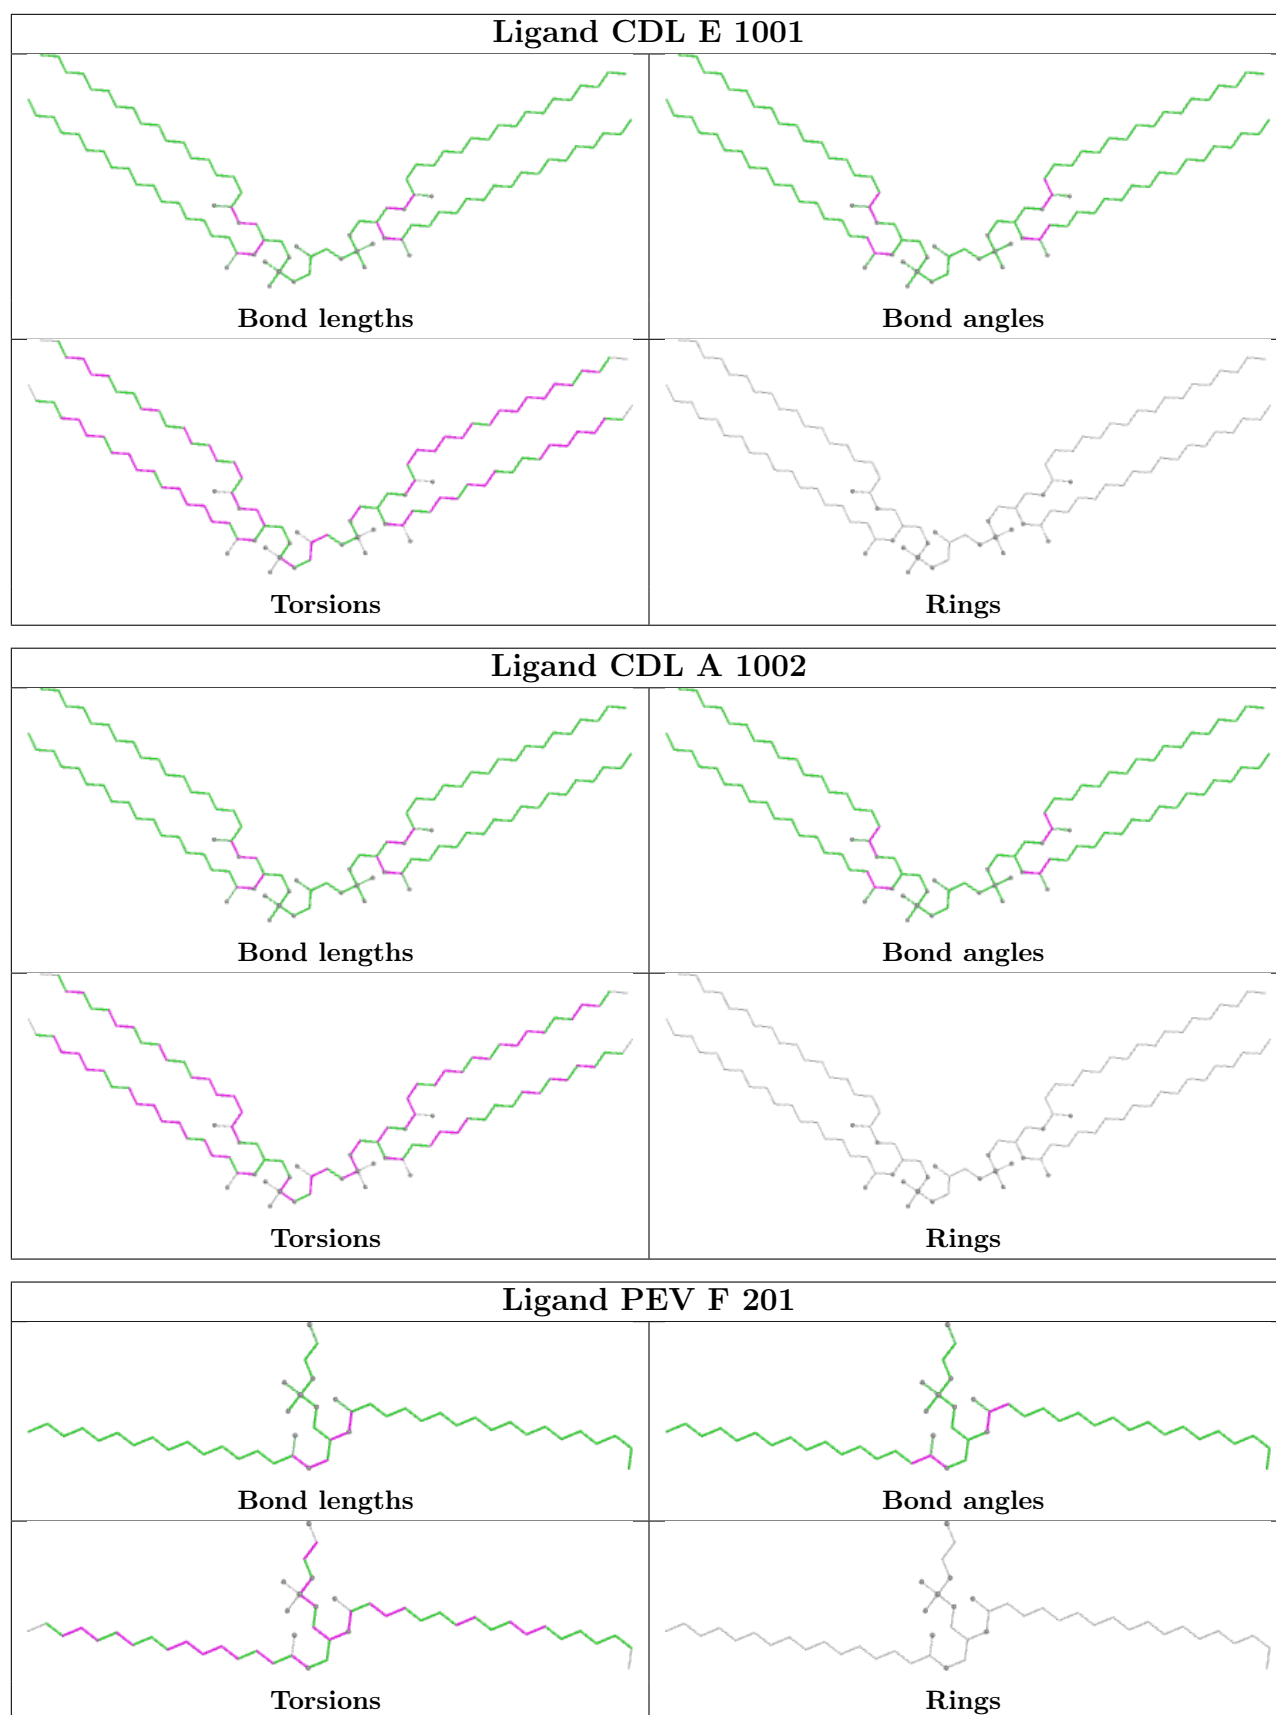 Ligand CDL E 1001
Bond lengths
Bond angles
Torsions
Rings
Ligand CDL A 1002
Bond lengths
Bond angles
Torsions
Rings
Ligand PEV F 201
Bond lengths
Bond angles
Torsions
Rings